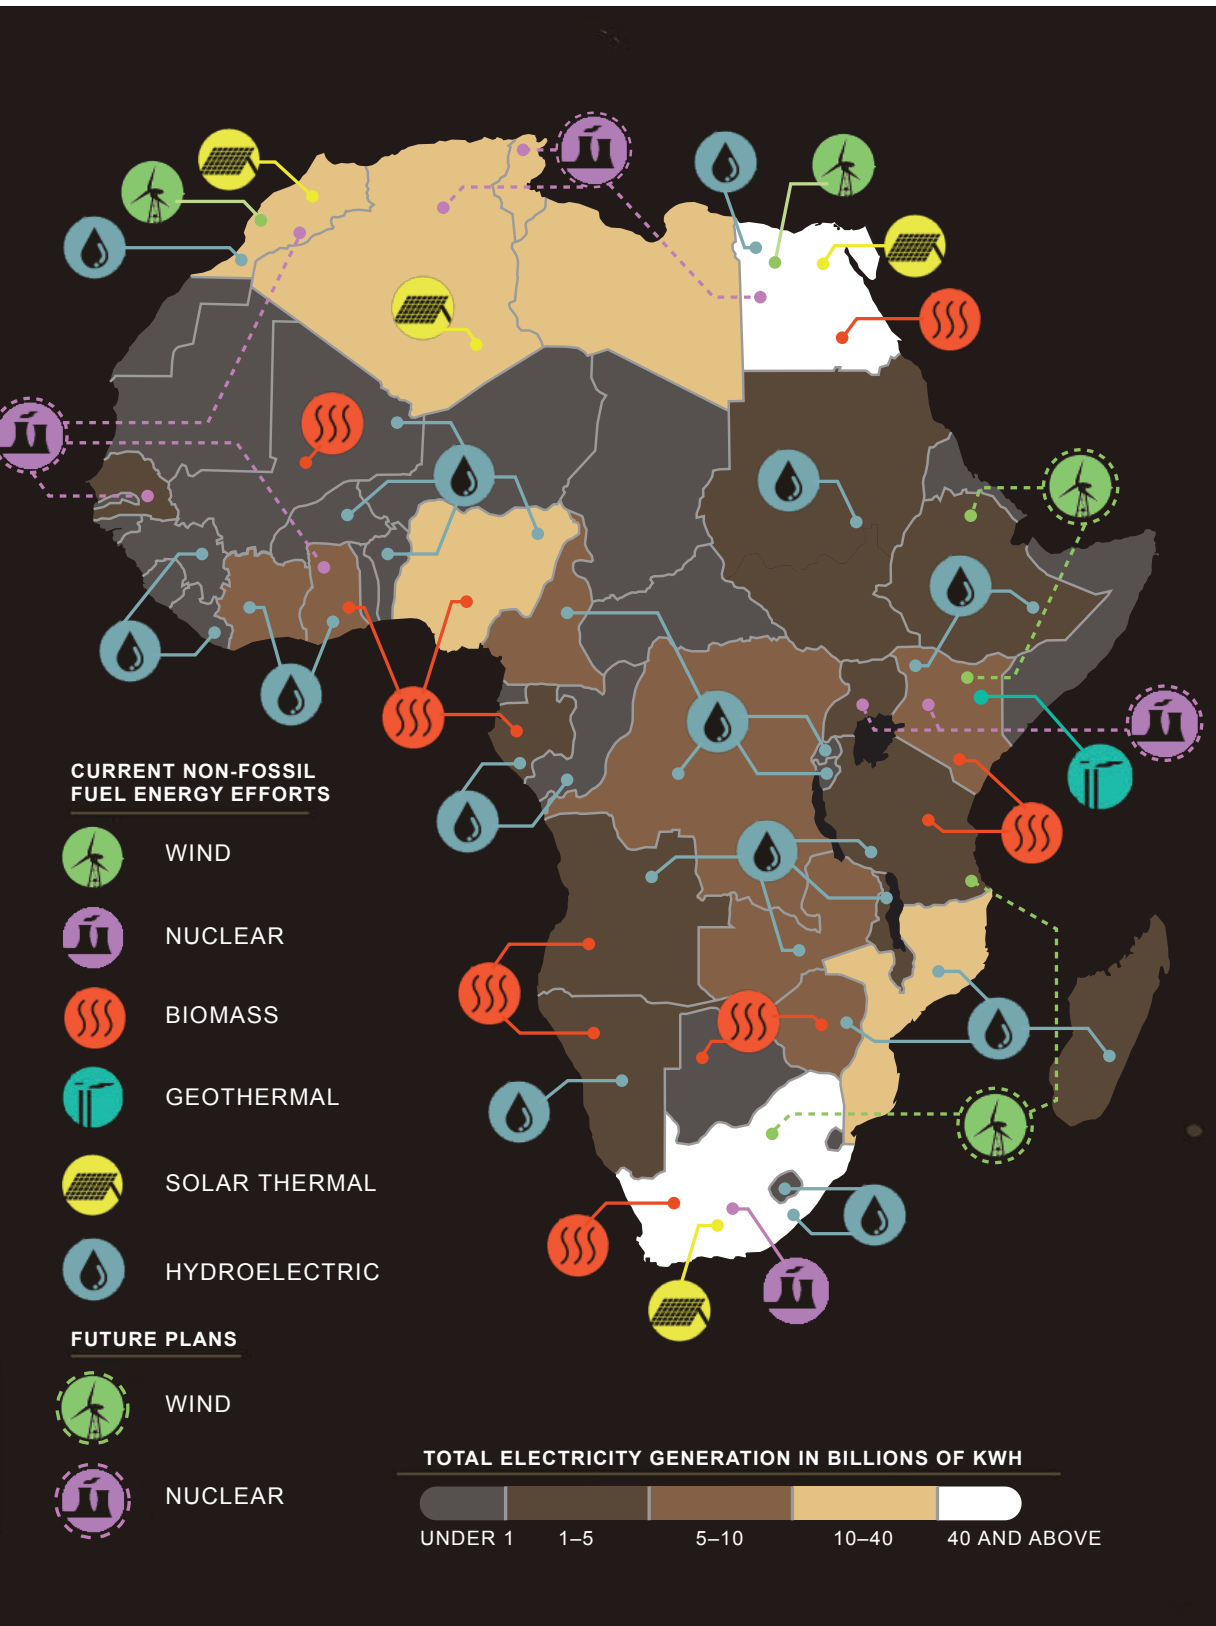 CURRENT NON-FOSSIL
FUEL ENERGY EFFORTS
WIND
NUCLEAR
BIOMASS
GEOTHERMAL
SOLAR THERMAL
HYDROELECTRIC
FUTURE PLANS
WIND
NUCLEAR
TOTAL ELECTRICITY GENERATION IN BILLIONS OF KWH
UNDER 1 1–5 5–10 10–40 40 AND ABOVE